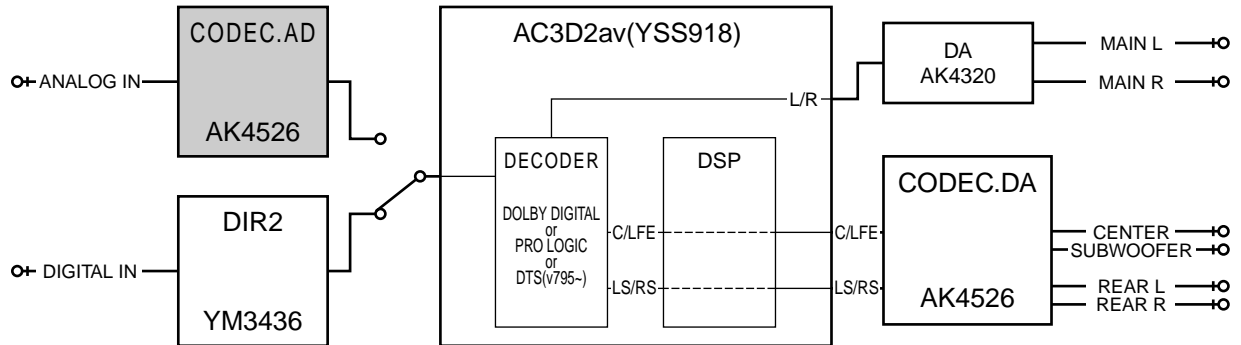 CODEC.AD
ANALOG IN
AK4526
DIR2
DIGITAL IN
YM3436
AC3D2av(YSS918)
L/R
DECODER
DOLBY DIGITAL
or
PRO LOGIC
or
DTS(v795~)
C/LFE
LS/RS
DSP
C/LFE
LS/RS
DA
AK4320
MAIN L
MAIN R
CODEC.DA
AK4526
CENTER
SUBWOOFER
REAR L
REAR R